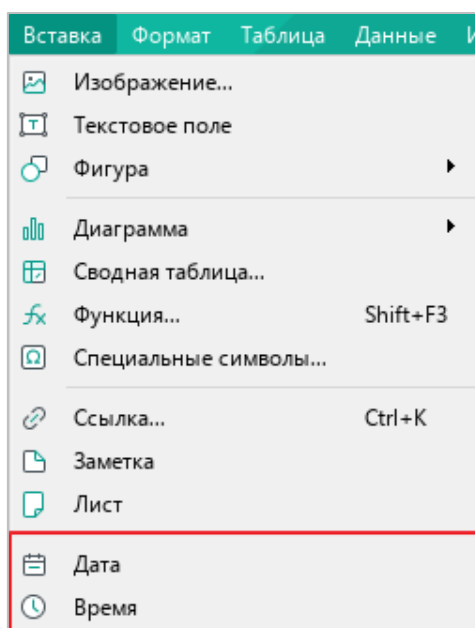 Вставка Формат Таблица Данные
Изображение...
Текстовое поле
Фигура
Диаграмма
Сводная таблица...
Функция... Shift+F3
Специальные символы...
Ссылка... Ctrl+K
Заметка
Лист
Дата
Время